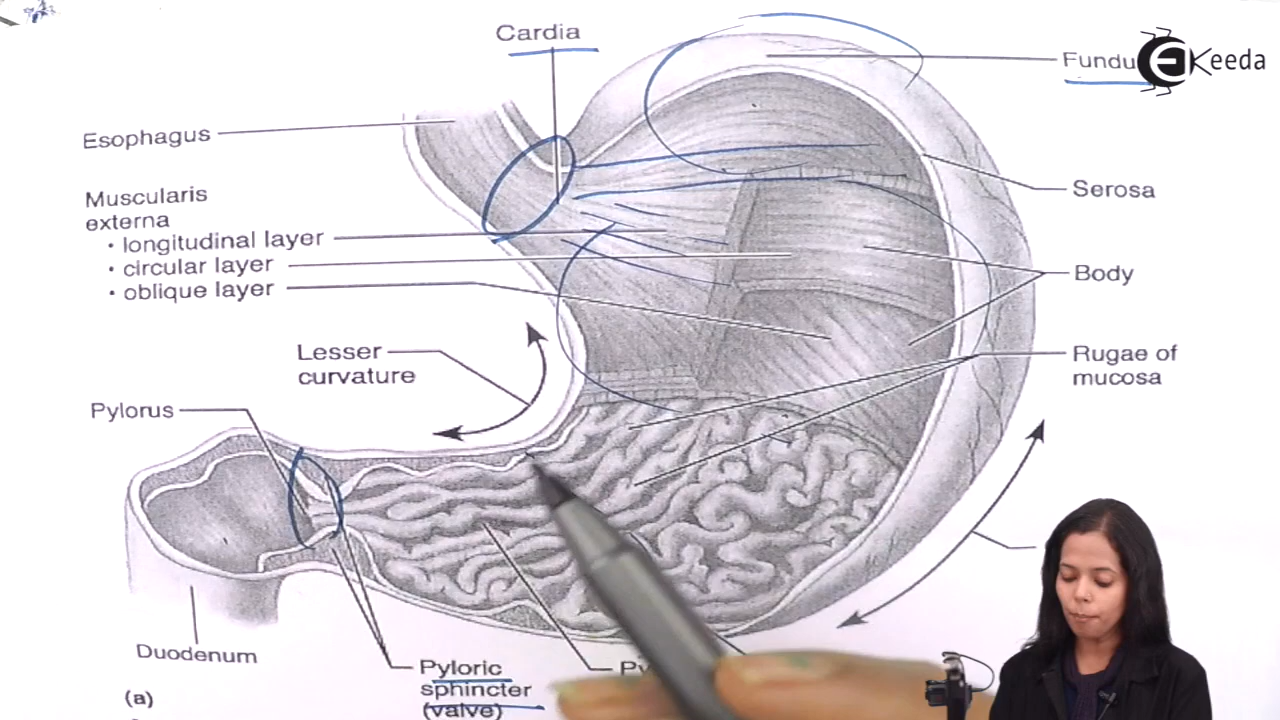 Cardia
Fundu
Keeda
Esophagus
Serosa
Muscularis
externa
• longitudinal layer
• circular layer
• oblique layer
Body
Lesser
curvature
Rugae of
mucosa
Pylorus
Duodenum
Pyloric
sphincter
(valve)
(a)